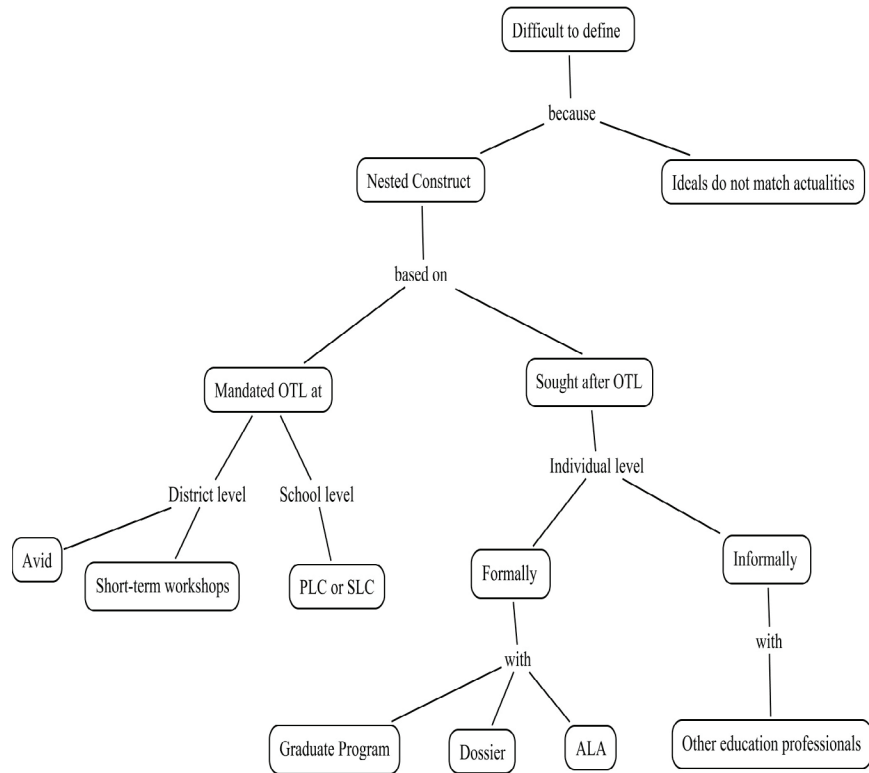 Difficult to define
because
Nested Construct
Ideals do not match actualities
based on
Mandated OTL at
Sought after OTL
Individual level
District level
School level
Avid
Short-term workshops
PLC or SLC
Formally
Informally
with
with
Graduate Program
Dossier
ALA
Other education professionals